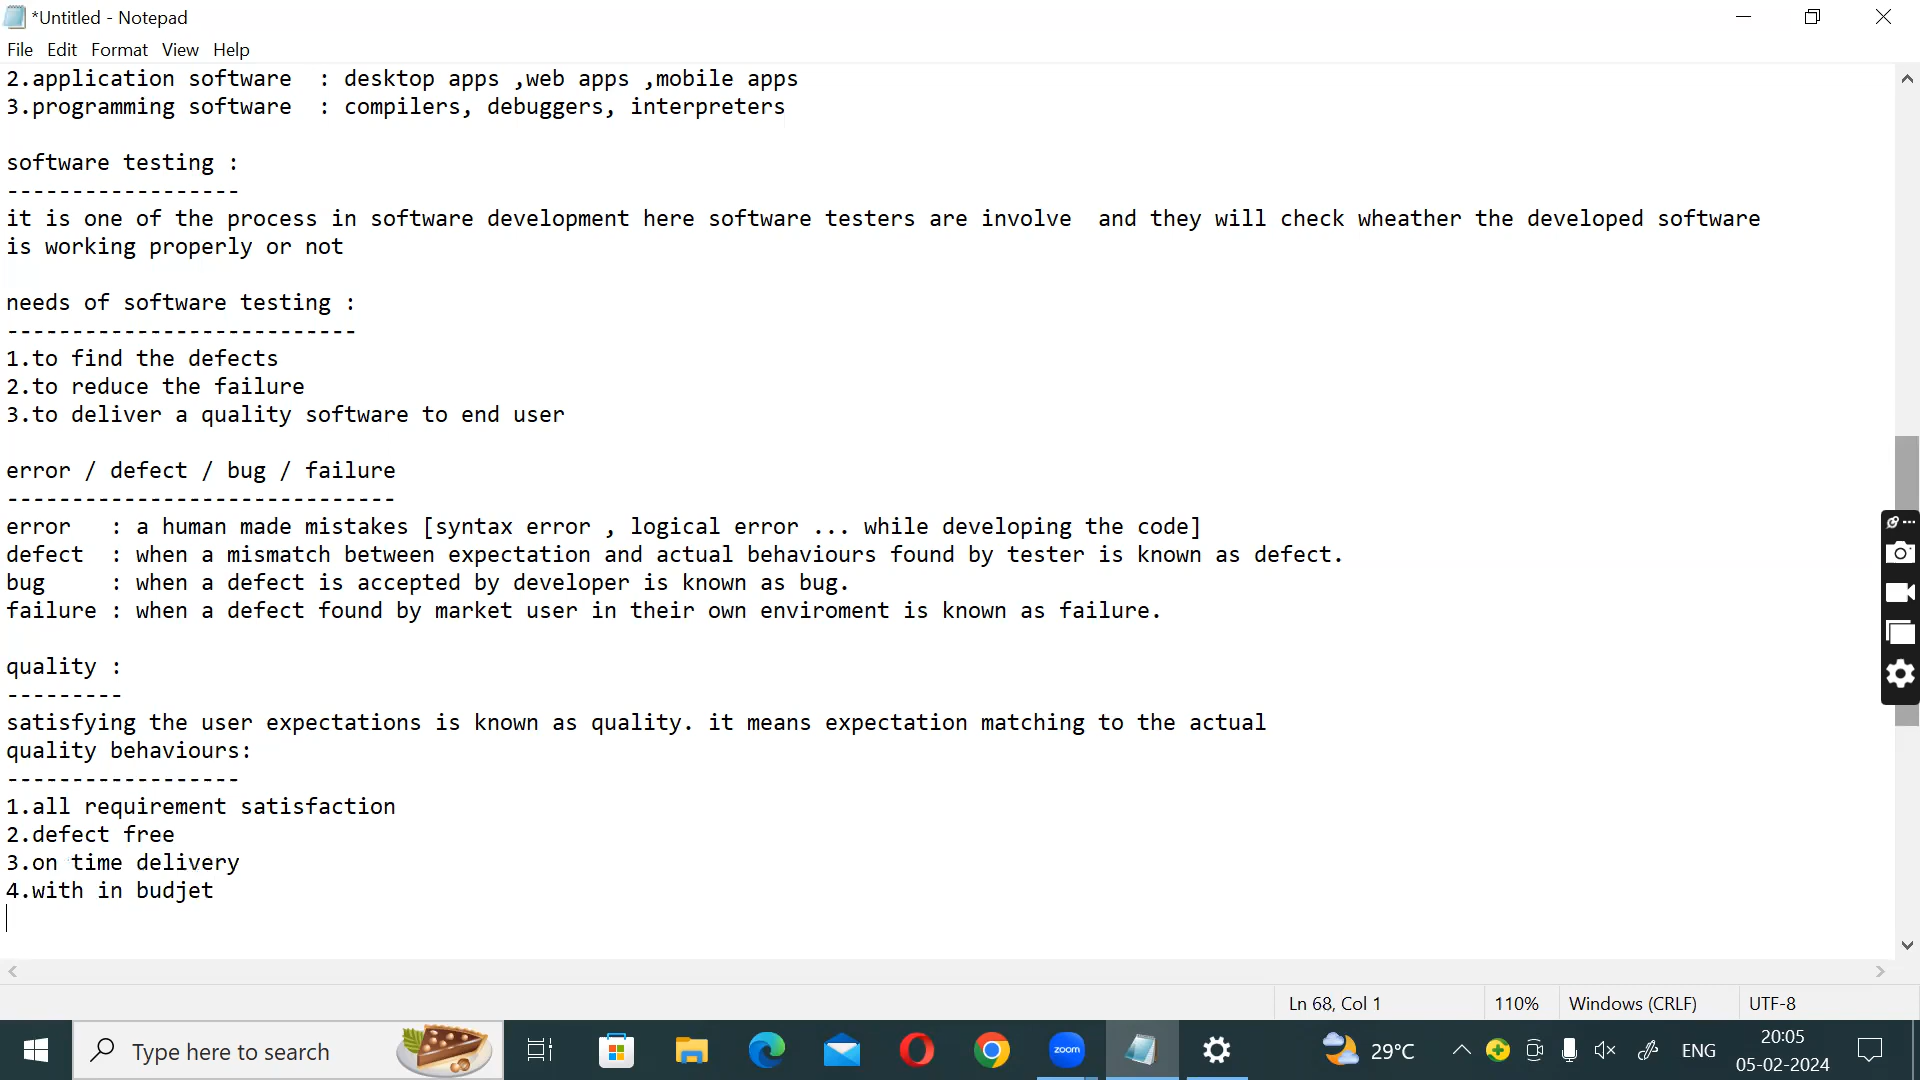 *Untitled - Notepad
File Edit Format View Help
2.application software  : desktop apps ,web apps ,mobile apps
3.programming software  : compilers, debuggers, interpreters
software testing :
------------------
it is one of the process in software development here software testers are involve  and they will check wheather the developed software
is working properly or not
needs of software testing :
---------------------------
1.to find the defects
2.to reduce the failure
3.to deliver a quality software to end user
error / defect / bug / failure
------------------------------
error   : a human made mistakes [syntax error , logical error ... while developing the code]
defect  : when a mismatch between expectation and actual behaviours found by tester is known as defect.
bug     : when a defect is accepted by developer is known as bug.
failure : when a defect found by market user in their own enviroment is known as failure.
quality :
---------
satisfying the user expectations is known as quality. it means expectation matching to the actual
quality behaviours:
------------------
1.all requirement satisfaction
2.defect free
3.on time delivery
4.with in budjet
Ln 68, Col 1 110% Windows (CRLF) UTF-8
Type here to search
zoom
29°C
ENG
20:05
05-02-2024